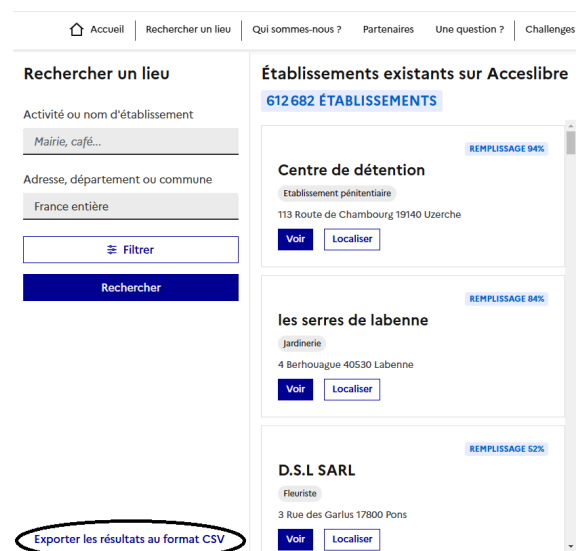 Accueil
Rechercher un lieu
Qui sommes-nous ?
Partenaires
Une question ?
Challenges
Rechercher un lieu
Activité ou nom d'établissement
Mairie, café...
Adresse, département ou commune
France entière
Filtrer
Rechercher
Exporter les résultats au format CSV
Établissements existants sur Acceslibre
612 682 ÉTABLISSEMENTS
REMPLISSAGE 94%
Centre de détention
Etablissement pénitentiaire
113 Route de Chambourg 19140 Uzerche
Voir
Localiser
REMPLISSAGE 84%
les serres de labenne
Jardinerie
4 Berhouague 40530 Labenne
Voir
Localiser
REMPLISSAGE 52%
D.S.L SARL
Fleuriste
3 Rue des Garlus 17800 Pons
Voir
Localiser